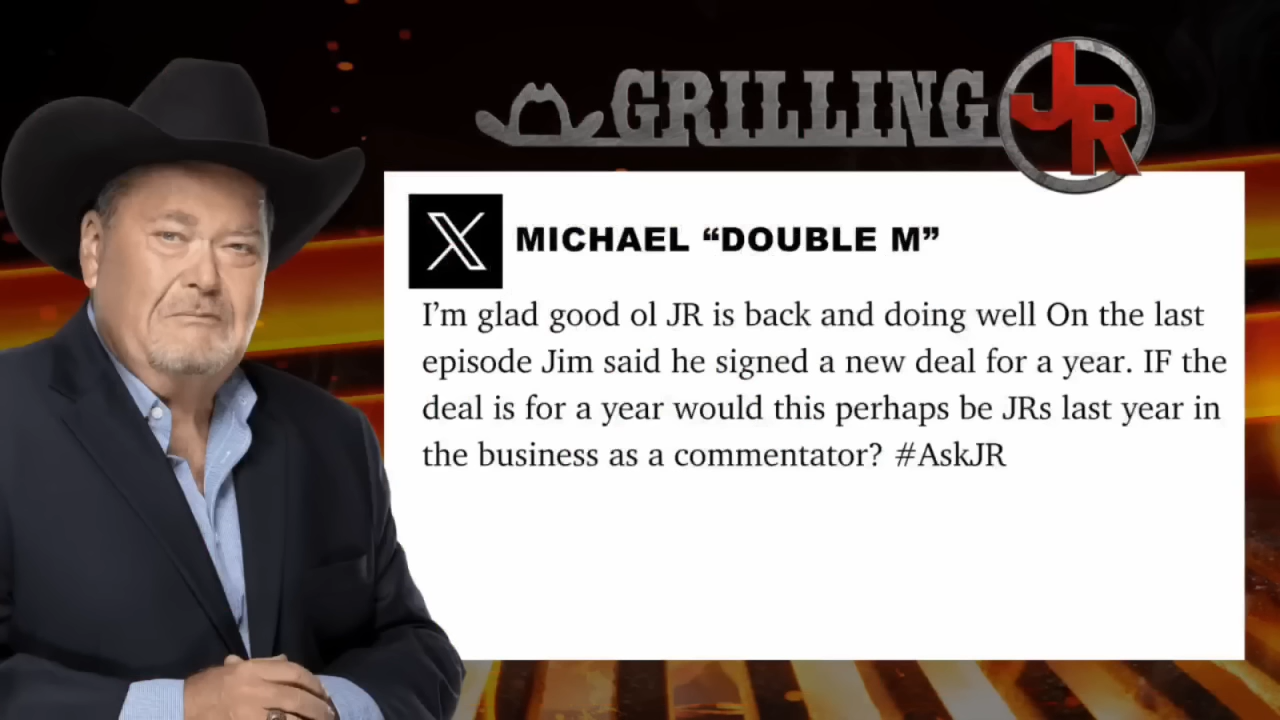 GRILLING JR
MICHAEL “DOUBLE M”
I’m glad good ol JR is back and doing well On the last
episode Jim said he signed a new deal for a year. IF the
deal is for a year would this perhaps be JRs last year in
the business as a commentator? #AskJR